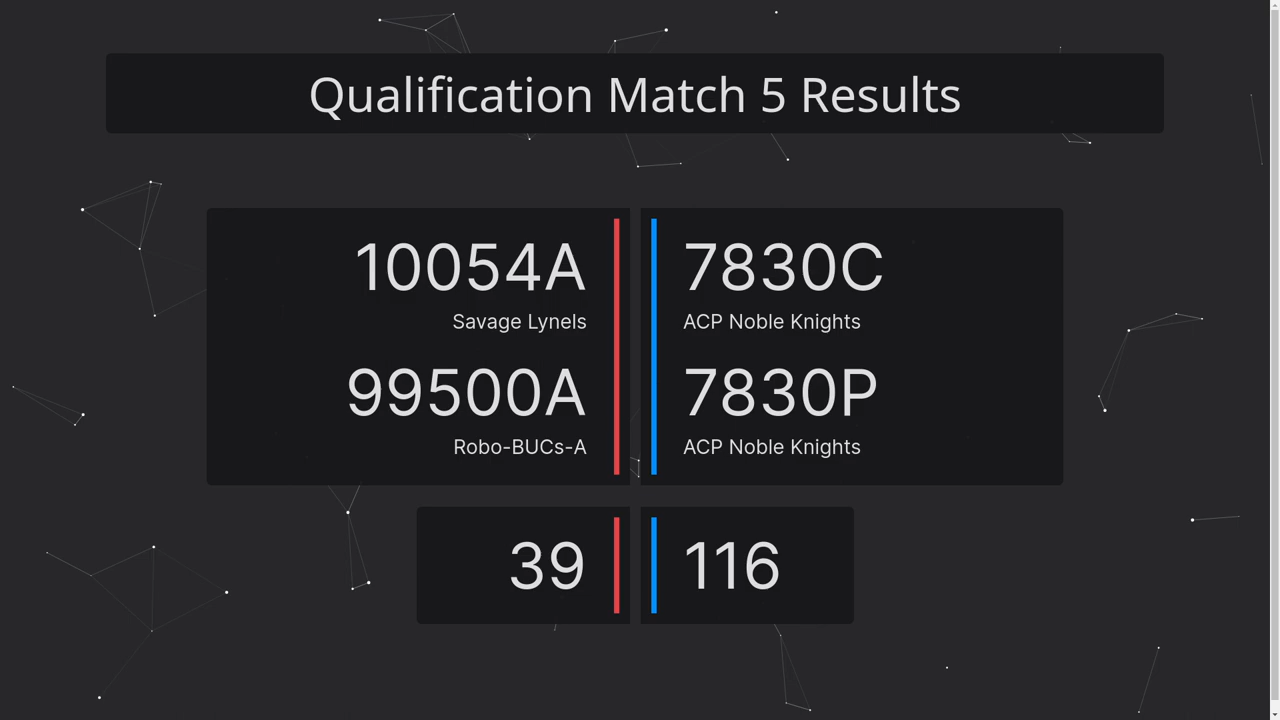 Qualification Match 5 Results
10054A
Savage Lynels
99500A
Robo-BUCs-A
7830C
ACP Noble Knights
7830P
ACP Noble Knights
39
116